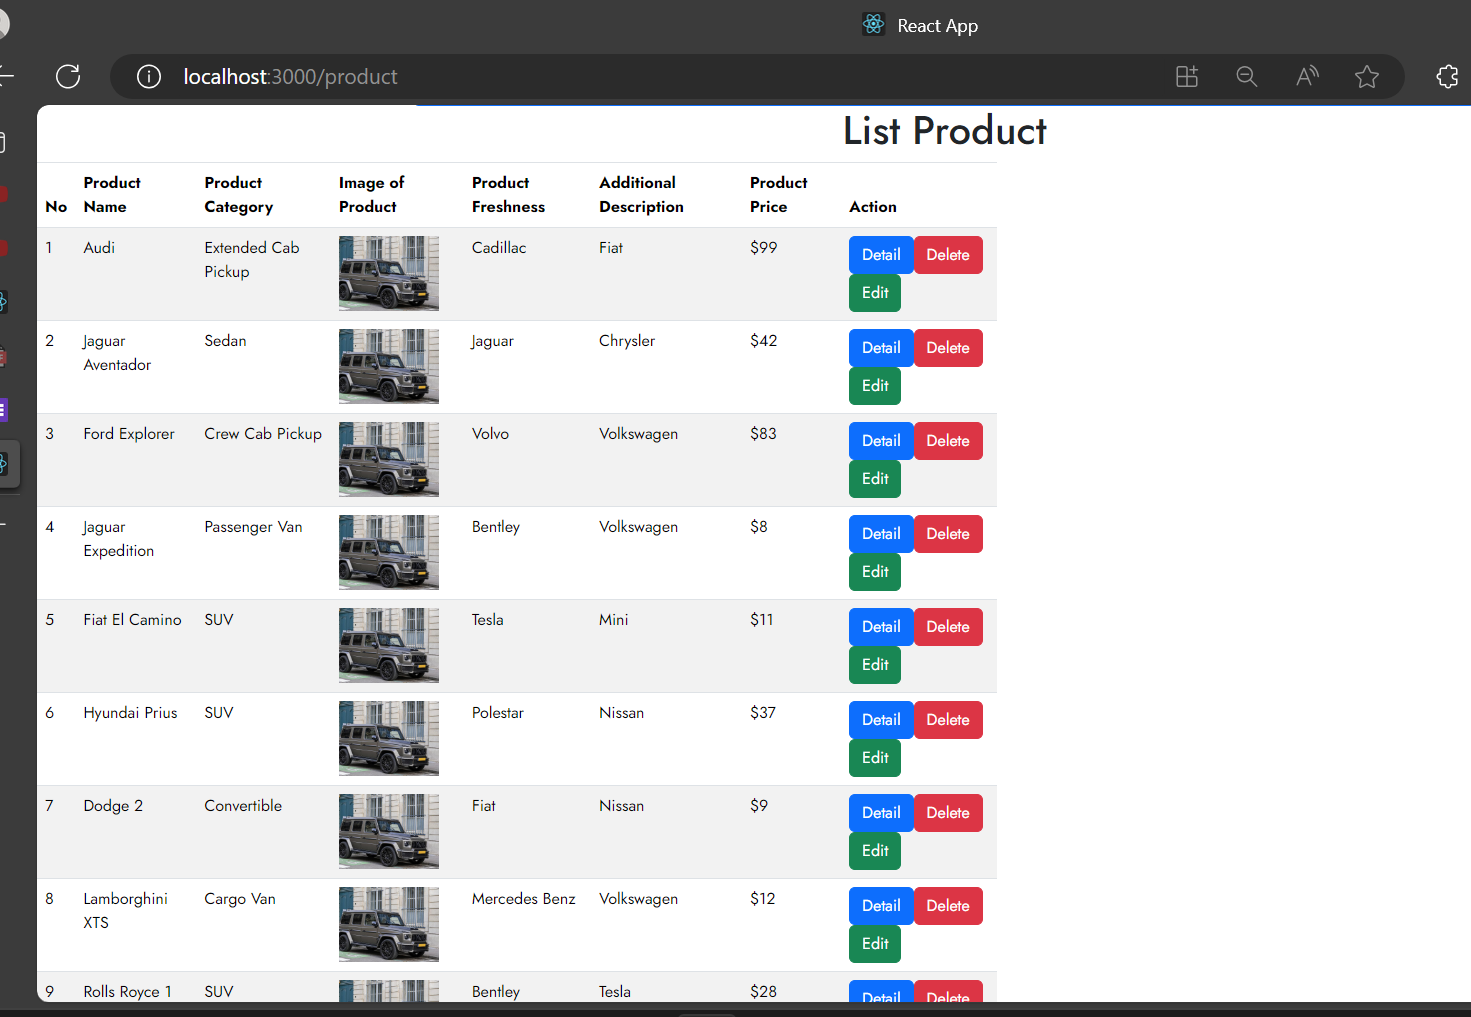 React App
localhost:3000/product
List Product
No Product Name Product Category Image of Product Product Freshness Additional Description Product Price Action
1 Audi Extended Cab Pickup Cadillac Fiat $99 Detail Delete Edit
2 Jaguar Aventador Sedan Jaguar Chrysler $42 Detail Delete Edit
3 Ford Explorer Crew Cab Pickup Volvo Volkswagen $83 Detail Delete Edit
4 Jaguar Expedition Passenger Van Bentley Volkswagen $8 Detail Delete Edit
5 Fiat El Camino SUV Tesla Mini $11 Detail Delete Edit
6 Hyundai Prius SUV Polestar Nissan $37 Detail Delete Edit
7 Dodge 2 Convertible Fiat Nissan $9 Detail Delete Edit
8 Lamborghini XTS Cargo Van Mercedes Benz Volkswagen $12 Detail Delete Edit
9 Rolls Royce 1 SUV Bentley Tesla $28 Detail Delete